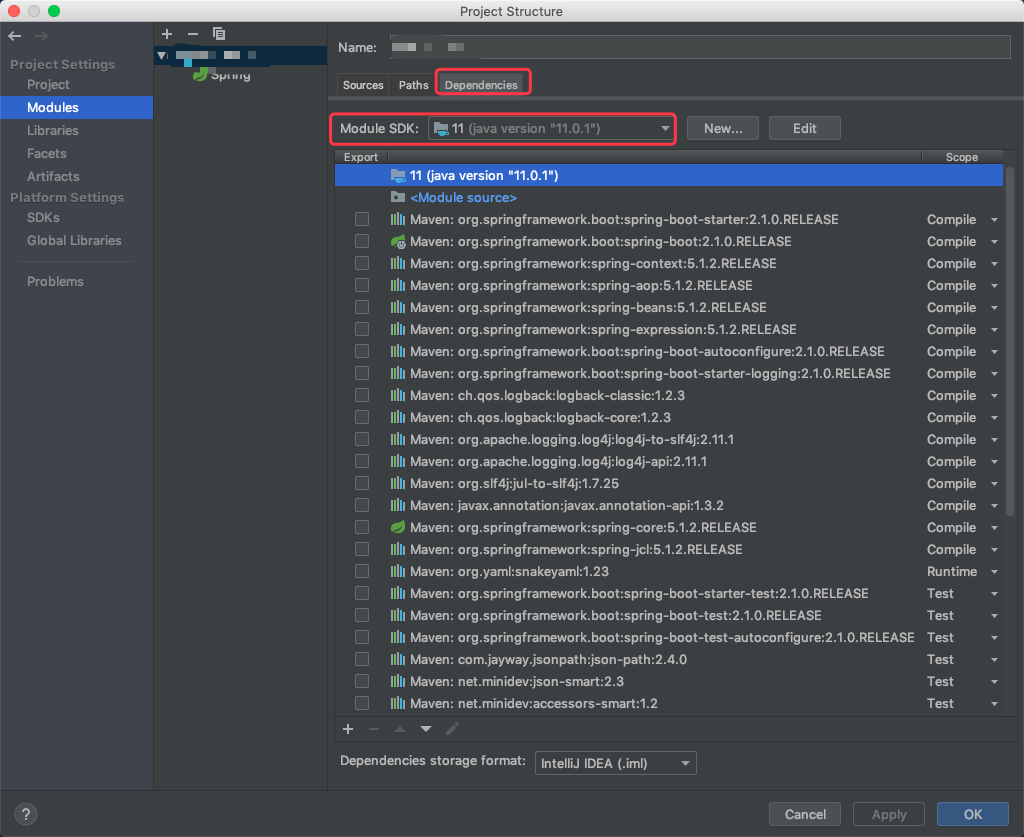 Project Structure
Name:
Project Settings
Project
Modules
Libraries
Facets
Artifacts
Platform Settings
SDKs
Global Libraries
Problems
Spring
Sources Paths Dependencies
Module SDK: 11 (java version "11.0.1") New... Edit
Export Scope
11 (java version "11.0.1")
<Module source>
Maven: org.springframework.boot:spring-boot-starter:2.1.0.RELEASE Compile
Maven: org.springframework.boot:spring-boot:2.1.0.RELEASE Compile
Maven: org.springframework:spring-context:5.1.2.RELEASE Compile
Maven: org.springframework:spring-aop:5.1.2.RELEASE Compile
Maven: org.springframework:spring-beans:5.1.2.RELEASE Compile
Maven: org.springframework:spring-expression:5.1.2.RELEASE Compile
Maven: org.springframework.boot:spring-boot-autoconfigure:2.1.0.RELEASE Compile
Maven: org.springframework.boot:spring-boot-starter-logging:2.1.0.RELEASE Compile
Maven: ch.qos.logback:logback-classic:1.2.3 Compile
Maven: ch.qos.logback:logback-core:1.2.3 Compile
Maven: org.apache.logging.log4j:log4j-to-slf4j:2.11.1 Compile
Maven: org.apache.logging.log4j:log4j-api:2.11.1 Compile
Maven: org.slf4j:jul-to-slf4j:1.7.25 Compile
Maven: javax.annotation:javax.annotation-api:1.3.2 Compile
Maven: org.springframework:spring-core:5.1.2.RELEASE Compile
Maven: org.springframework:spring-jcl:5.1.2.RELEASE Compile
Maven: org.yaml:snakeyaml:1.23 Runtime
Maven: org.springframework.boot:spring-boot-starter-test:2.1.0.RELEASE Test
Maven: org.springframework.boot:spring-boot-test:2.1.0.RELEASE Test
Maven: org.springframework.boot:spring-boot-test-autoconfigure:2.1.0.RELEASE Test
Maven: com.jayway.jsonpath:json-path:2.4.0 Test
Maven: net.minidev:json-smart:2.3 Test
Maven: net.minidev:accessors-smart:1.2 Test
Dependencies storage format: IntelliJ IDEA (.iml)
? Cancel Apply OK